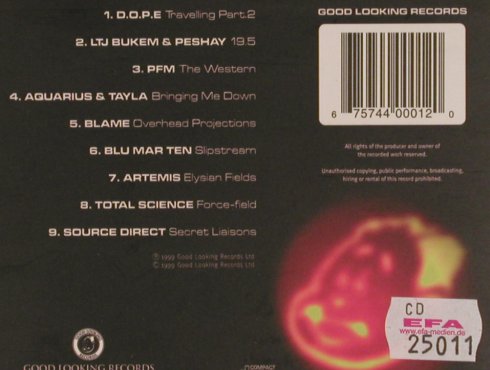 1. D.O.P.E Travelling Part.2
2. LTJ BUKEM & PESHAY 19.5
3. PFM The Western
4. AQUARIUS & TAYLA Bringing Me Down
5. BLAME Overhead Projections
6. BLU MAR TEN Slipstream
7. ARTEMIS Elysian Fields
8. TOTAL SCIENCE Force-field
9. SOURCE DIRECT Secret Liaisons
℗ 1999 Good Looking Records Ltd
© 1999 Good Looking Records Ltd
GOOD LOOKING RECORDS
6 75744 00012 0
All rights of the producer and owner of
the recorded work reserved.
Unauthorised copying, public performance, broadcasting,
hiring or rental of this record prohibited.
CD
EFA
www.efa-medien.de
25011
GOOD LOOKING RECORDS
COMPACT